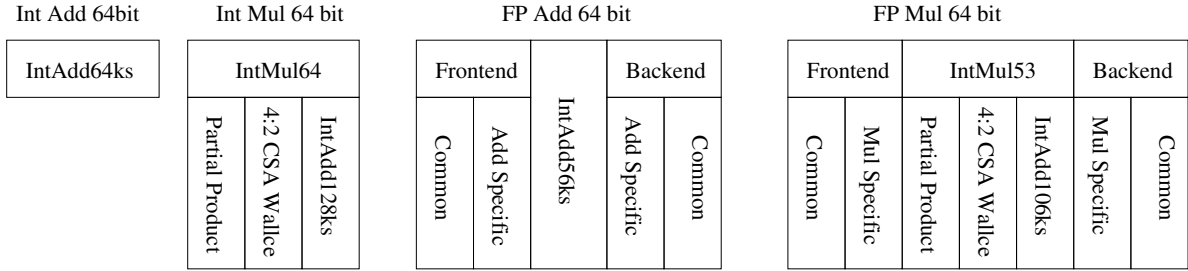 Int Add 64bit
Int Mul 64 bit
FP Add 64 bit
FP Mul 64 bit
IntAdd64ks
IntMul64
Partial Product
4:2 CSA Wallce
IntAdd128ks
Frontend
Common
Add Specific
IntAdd56ks
Backend
Add Specific
Common
Frontend
Common
Mul Specific
IntMul53
Partial Product
4:2 CSA Wallce
IntAdd106ks
Backend
Mul Specific
Common